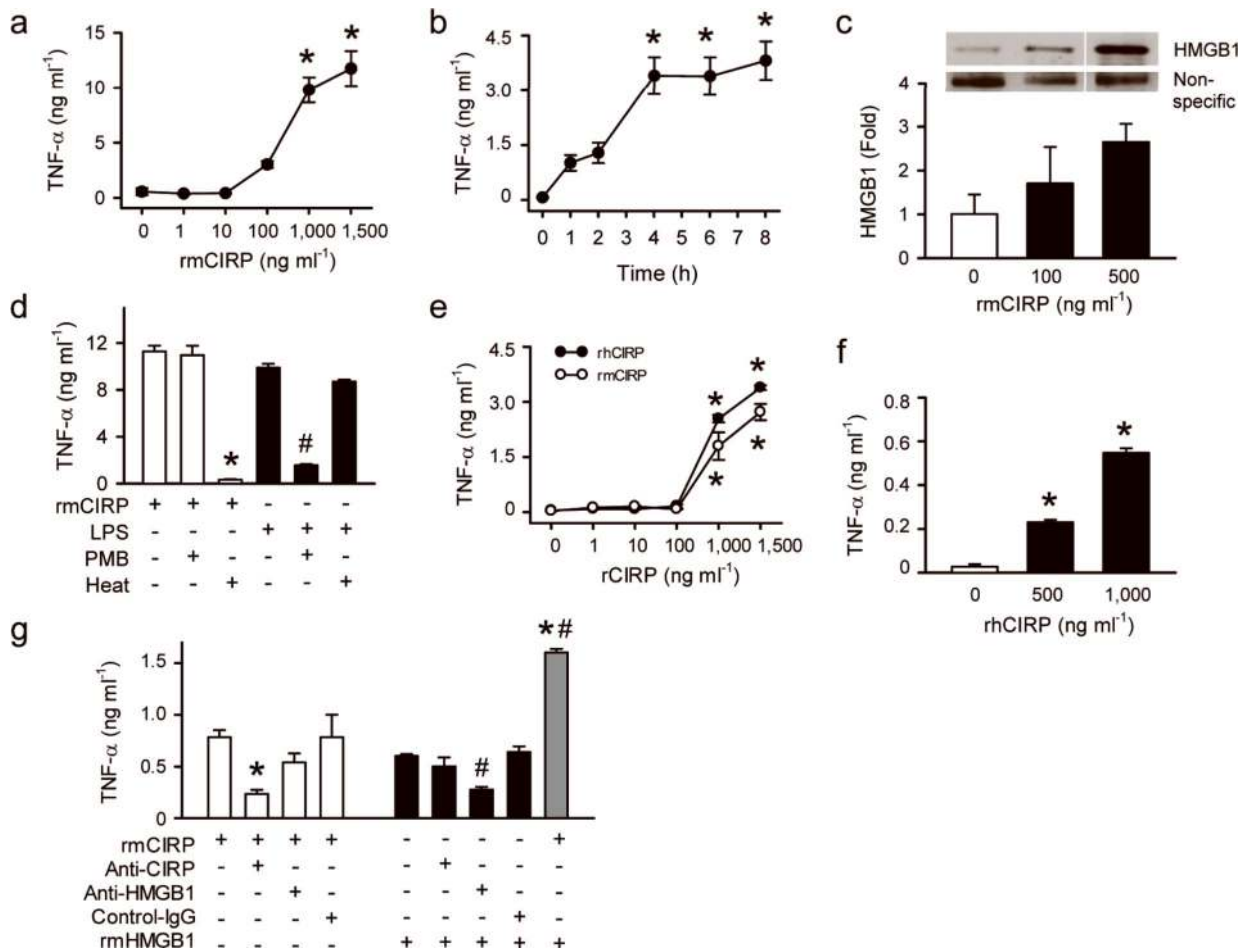 a
TNF-α (ng ml⁻¹)
15
10
5
0
0 1 10 100 1,000 1,500
rmCIRP (ng ml⁻¹)
* *
b
TNF-α (ng ml⁻¹)
4.5
3.0
1.5
0
0 1 2 3 4 5 6 7 8
Time (h)
* * *
c
HMGB1
Non-
specific
HMGB1 (Fold)
4
3
2
1
0
0 100 500
rmCIRP (ng ml⁻¹)
d
TNF-α (ng ml⁻¹)
12
8
4
0
* #
rmCIRP + + + - - -
LPS - - - + + +
PMB - + - - + -
Heat - - + - - +
e
TNF-α (ng ml⁻¹)
4.5
3.0
1.5
0
rhCIRP
rmCIRP
* *
* *
0 1 10 100 1,000 1,500
rCIRP (ng ml⁻¹)
f
TNF-α (ng ml⁻¹)
0.8
0.6
0.4
0.2
0
* *
0 500 1,000
rhCIRP (ng ml⁻¹)
g
TNF-α (ng ml⁻¹)
1.5
1.0
0.5
0
* # *#
rmCIRP + + + + - - - - +
Anti-CIRP - + - - - + - - -
Anti-HMGB1 - - + - - - + - -
Control-IgG - - - + - - - + -
rmHMGB1 - - - - + + + + +